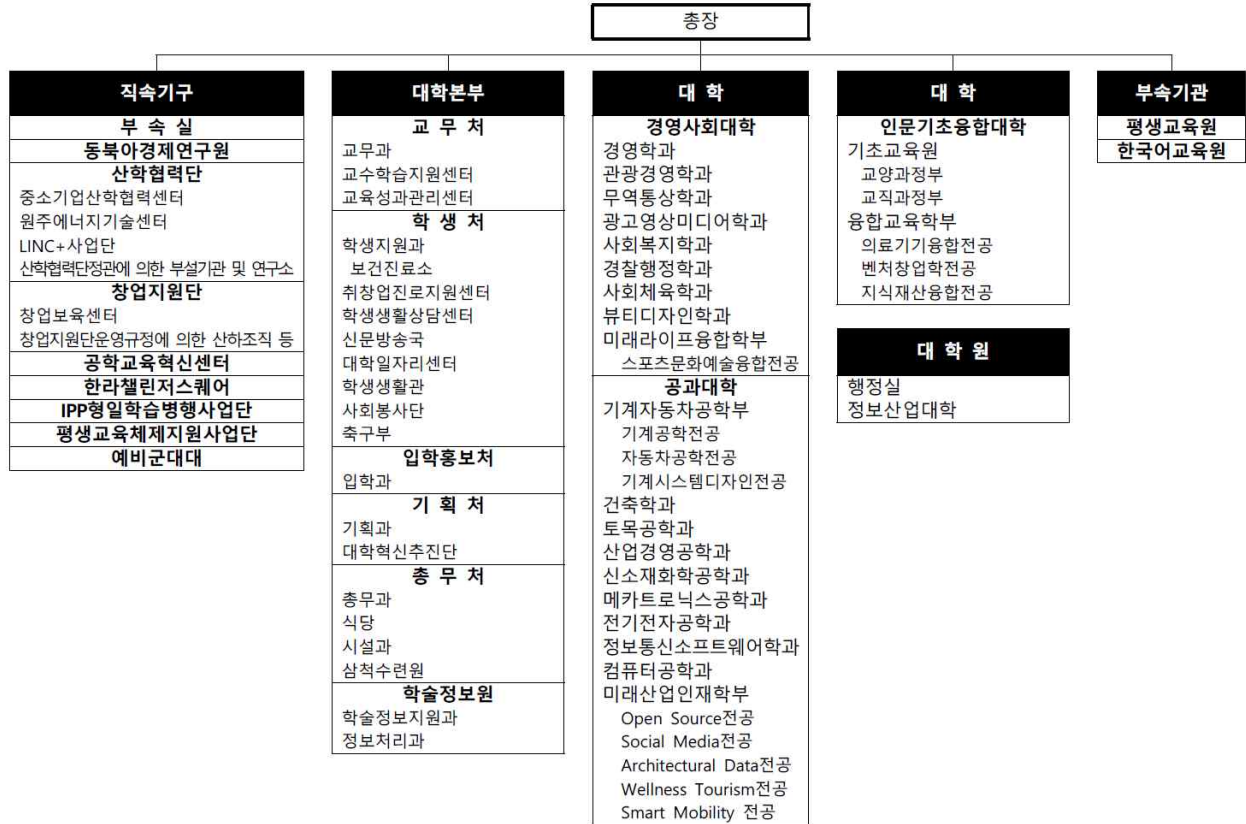 총장
직속기구
부 속 실
동북아경제연구원
산학협력단
중소기업산학협력센터
원주에너지기술센터
LINC+사업단
산학협력단정관에 의한 부설기관 및 연구소
창업지원단
창업보육센터
창업지원단운영규정에 의한 산하조직 등
공학교육혁신센터
한라챌린저스퀘어
IPP형일학습병행사업단
평생교육체제지원사업단
예비군대대
대학본부
교 무 처
교무과
교수학습지원센터
교육성과관리센터
학 생 처
학생지원과
보건진료소
취창업진로지원센터
학생생활상담센터
신문방송국
대학일자리센터
학생생활관
사회봉사단
축구부
입학홍보처
입학과
기 획 처
기획과
대학혁신추진단
총 무 처
총무과
식당
시설과
삼척수련원
학술정보원
학술정보지원과
정보처리과
대 학
경영사회대학
경영학과
관광경영학과
무역통상학과
광고영상미디어학과
사회복지학과
경찰행정학과
사회체육학과
뷰티디자인학과
미래라이프융합학부
스포츠문화예술융합전공
공과대학
기계자동차공학부
기계공학전공
자동차공학전공
기계시스템디자인전공
건축학과
토목공학과
산업경영공학과
신소재화학공학과
메카트로닉스공학과
전기전자공학과
정보통신소프트웨어학과
컴퓨터공학과
미래산업인재학부
Open Source전공
Social Media전공
Architectural Data전공
Wellness Tourism전공
Smart Mobility 전공
대 학
인문기초융합대학
기초교육원
교양과정부
교직과정부
융합교육학부
의료기기융합전공
벤처창업학전공
지식재산융합전공
대 학 원
행정실
정보산업대학
부속기관
평생교육원
한국어교육원